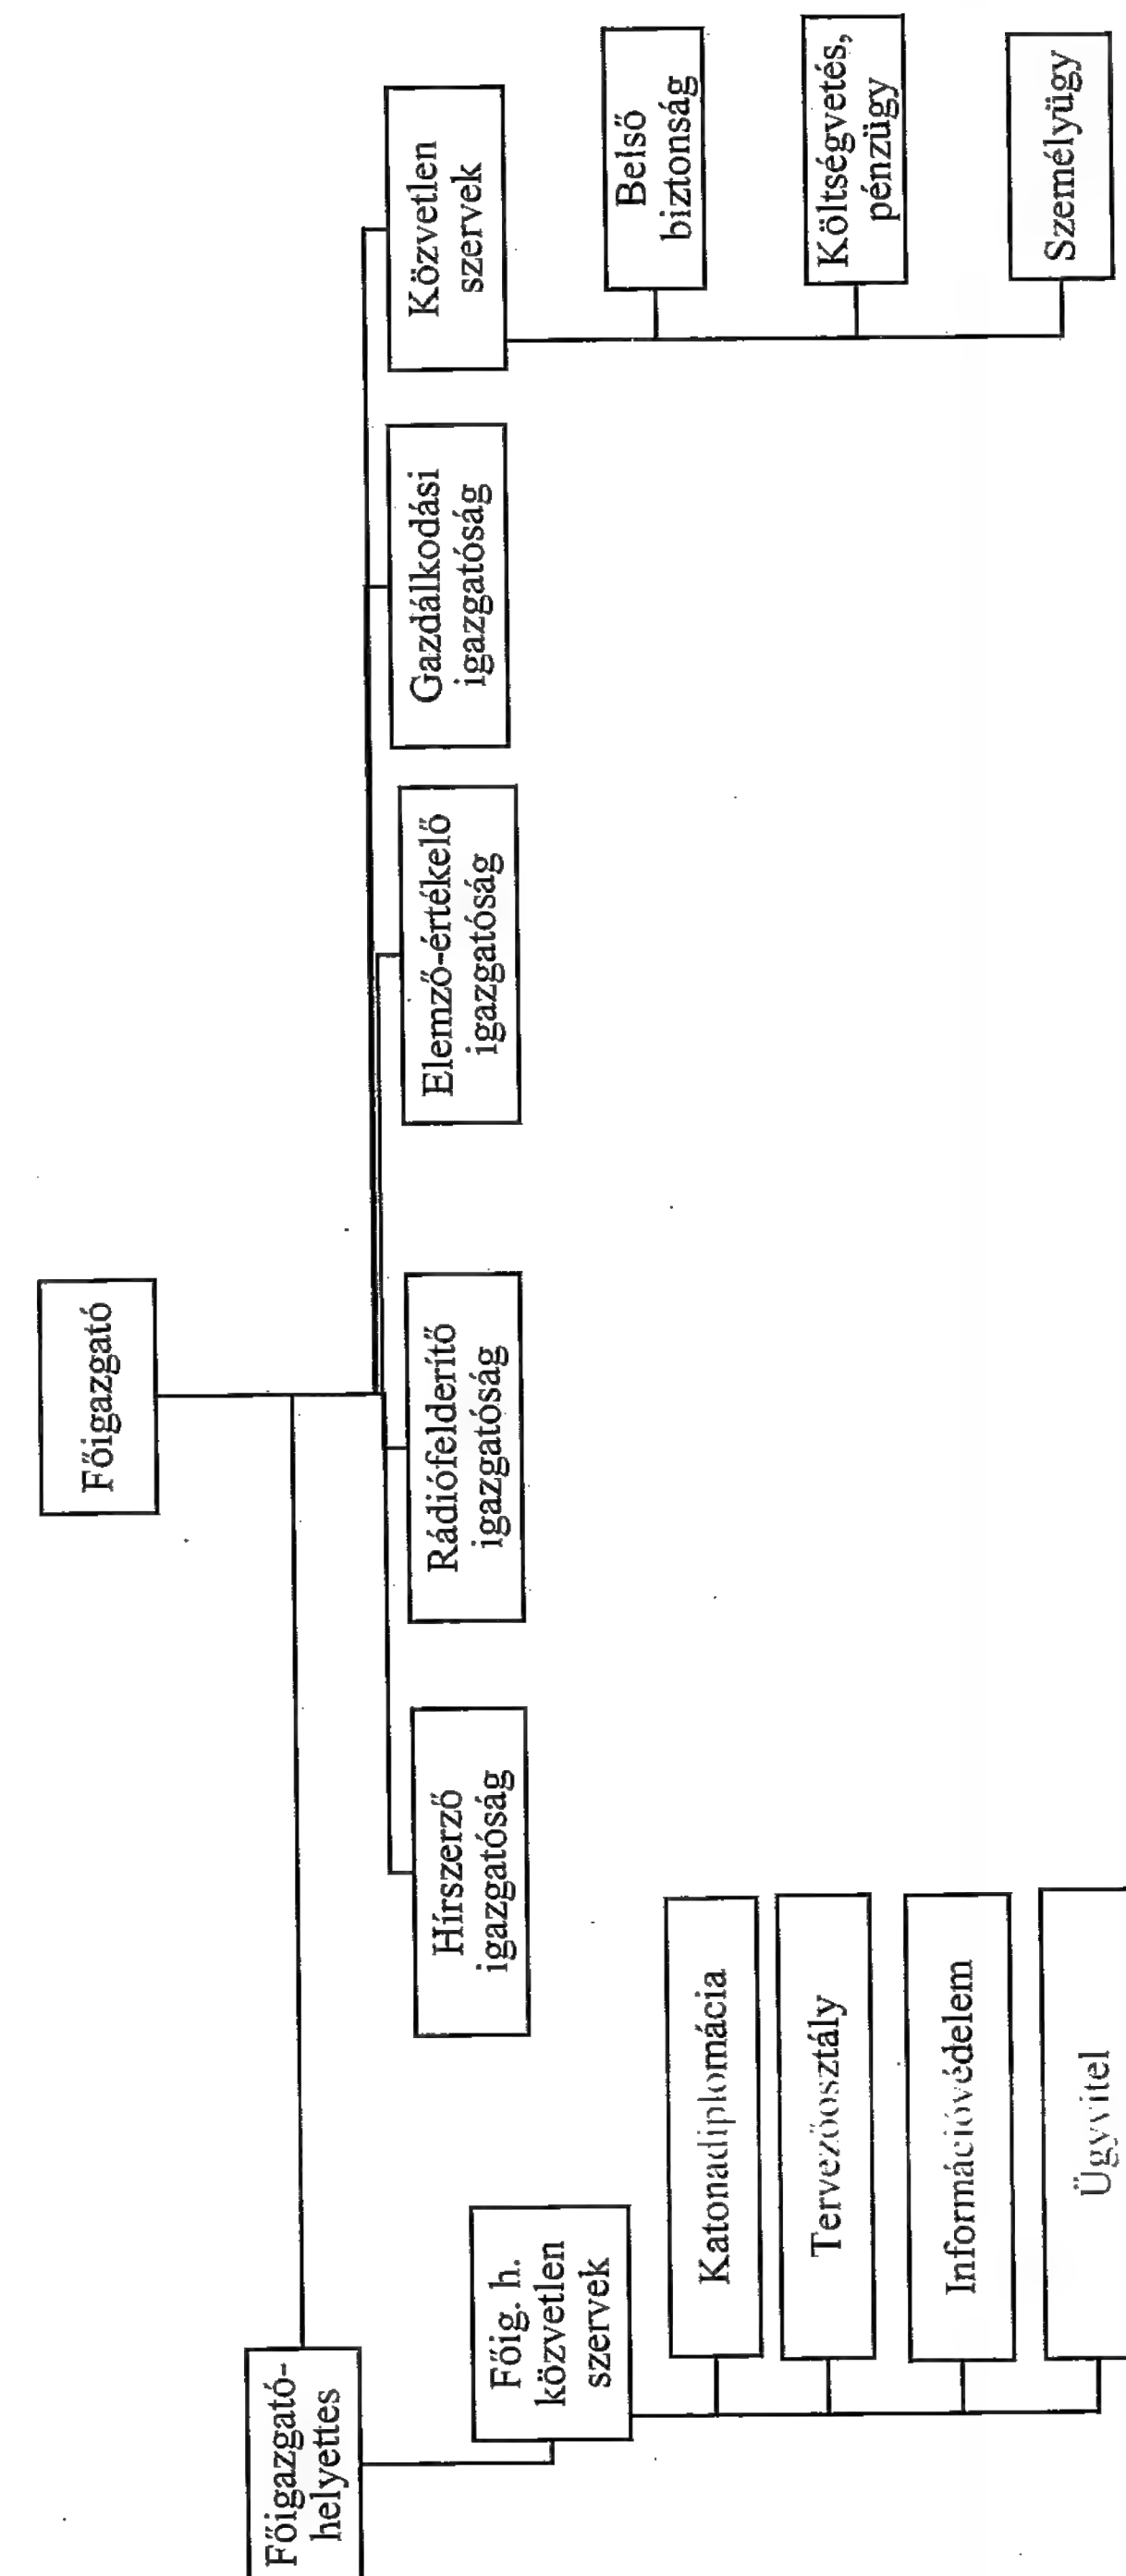 Főigazgató
Főigazgató-
helyettes
Hírszerző
igazgatóság
Rádiófelderítő
igazgatóság
Elemző-értékelő
igazgatóság
Gazdálkodási
igazgatóság
Közvetlen
szervek
Főig. h.
közvetlen
szervek
Katonadiplomácia
Tervezőosztály
Információvédelem
Ügyvitel
Belső
biztonság
Költségvetés,
pénzügy
Személyügy